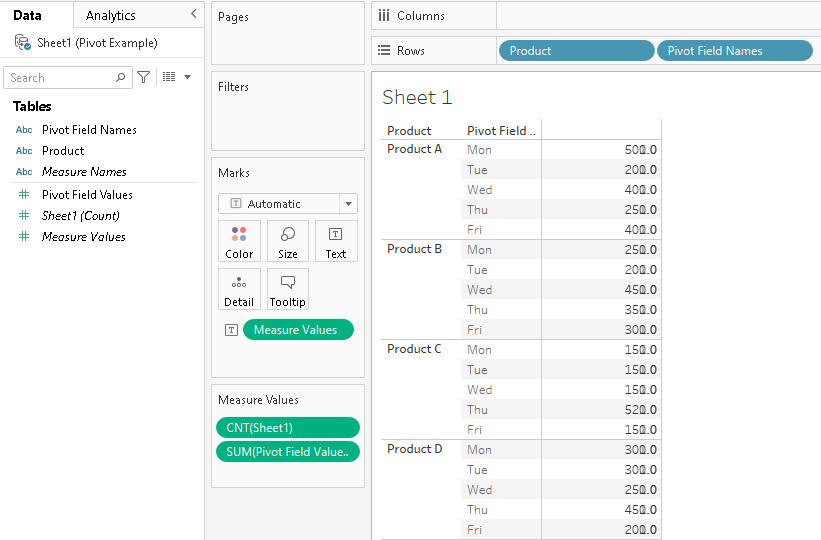 Data
Analytics
Sheet1 (Pivot Example)
Search
Tables
Abc Pivot Field Names
Abc Product
Abc Measure Names
# Pivot Field Values
# Sheet1 (Count)
# Measure Values
Pages
Filters
Marks
T Automatic
Color Size Text
Detail Tooltip
T Measure Values
Measure Values
CNT(Sheet1)
SUM(Pivot Field Value..
Columns
Rows Product Pivot Field Names
Sheet 1
Product Pivot Field ..
Product A Mon 500.0
Tue 200.0
Wed 400.0
Thu 250.0
Fri 400.0
Product B Mon 250.0
Tue 200.0
Wed 450.0
Thu 350.0
Fri 300.0
Product C Mon 150.0
Tue 150.0
Wed 150.0
Thu 520.0
Fri 150.0
Product D Mon 300.0
Tue 300.0
Wed 250.0
Thu 450.0
Fri 200.0